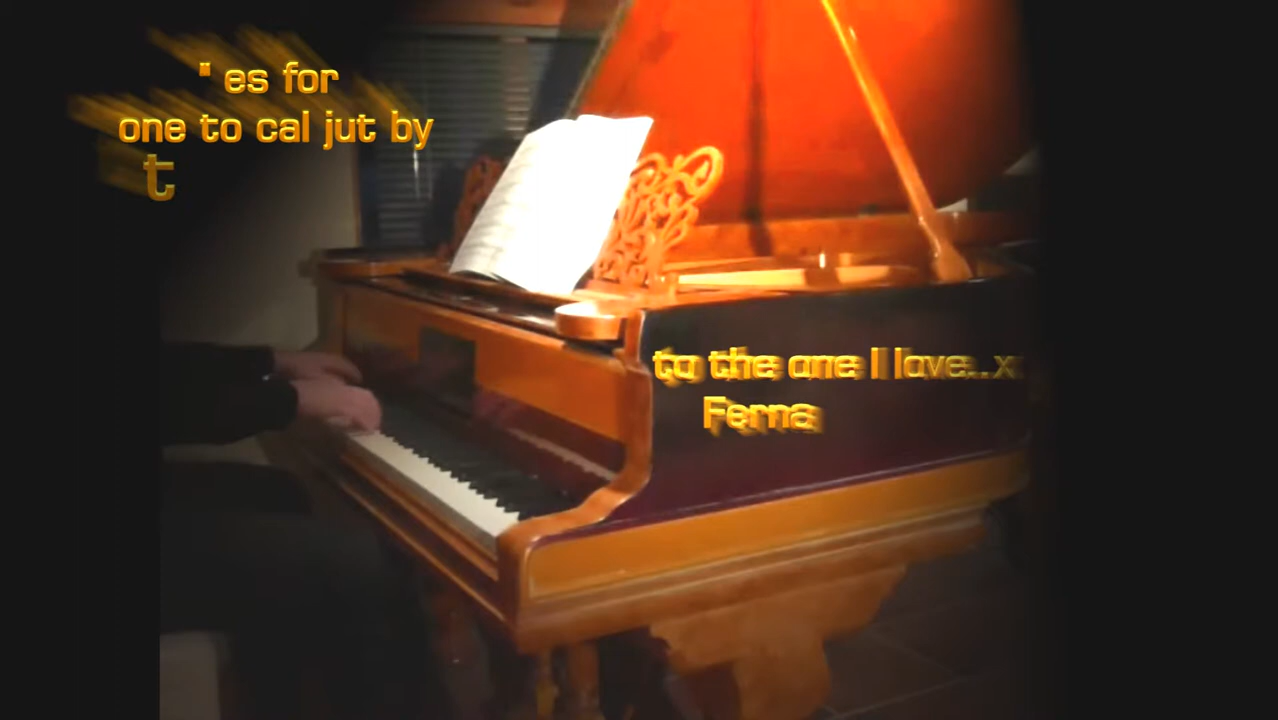 es for
one to cal jut by
t
to the one I love..x
Ferna